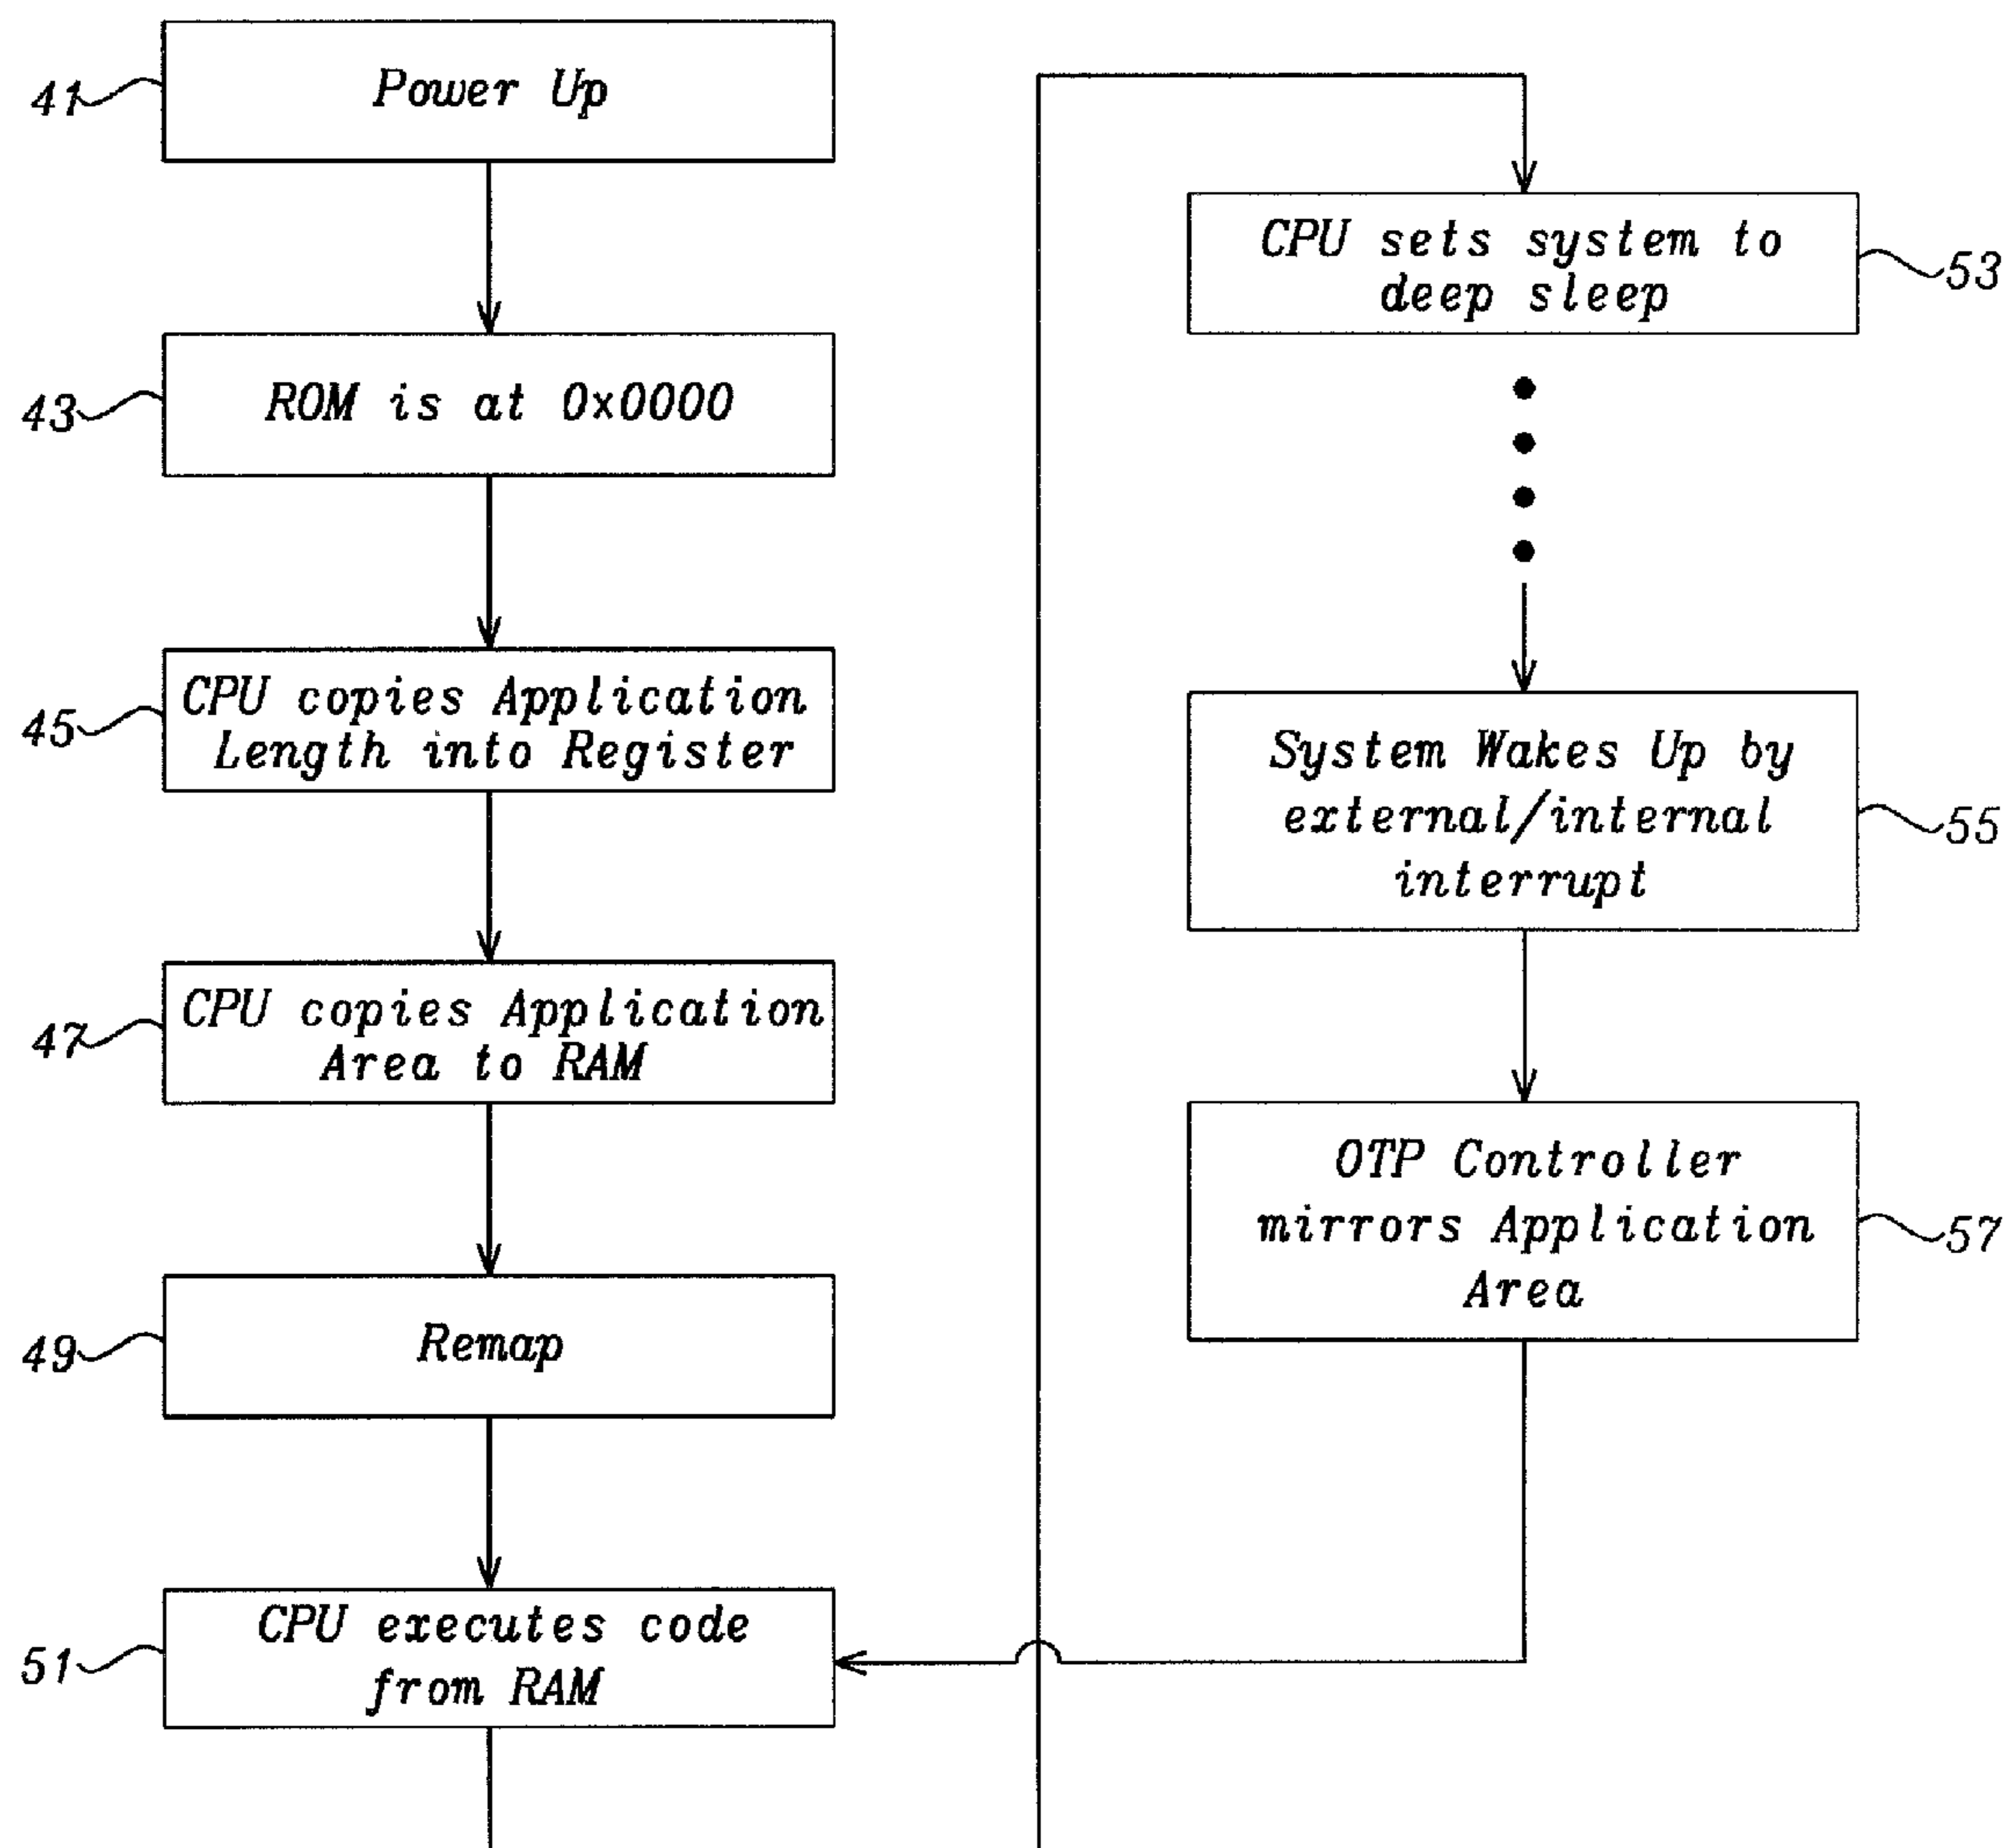 41
Power Up
43
ROM is at 0×0000
45
CPU copies Application
Length into Register
47
CPU copies Application
Area to RAM
49
Remap
51
CPU executes code
from RAM
CPU sets system to
deep sleep
53
System Wakes Up by
external/internal
interrupt
55
OTP Controller
mirrors Application
Area
57